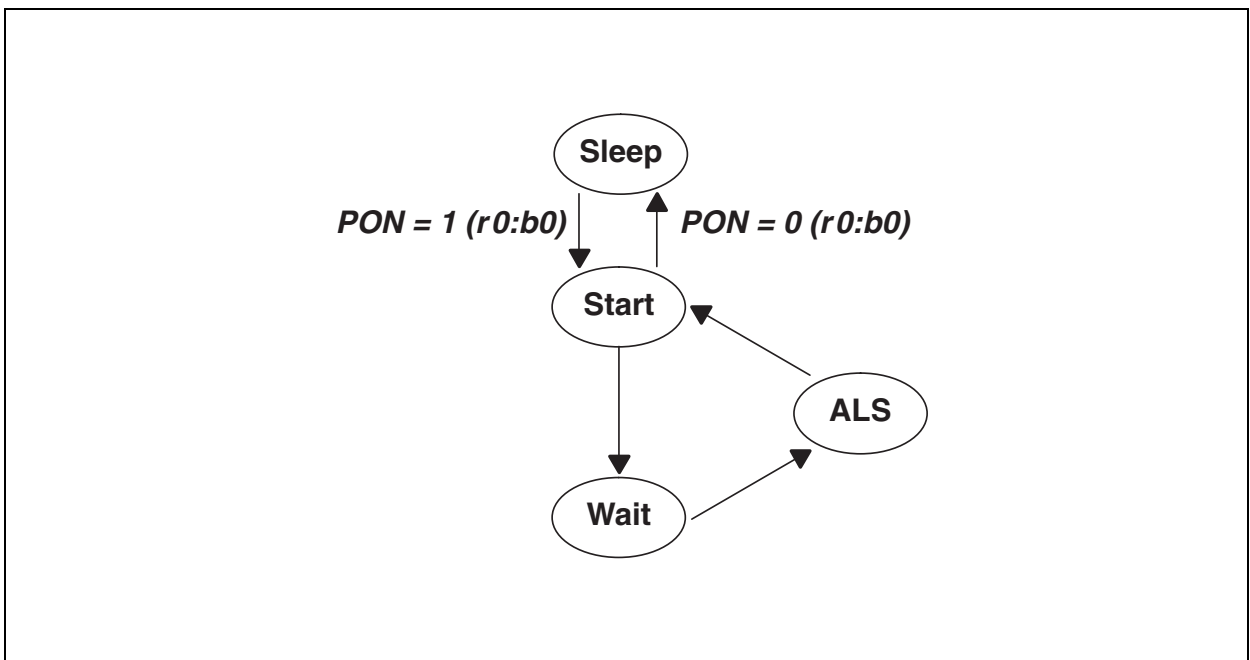 Sleep
PON = 1 (r0:b0)
PON = 0 (r0:b0)
Start
ALS
Wait